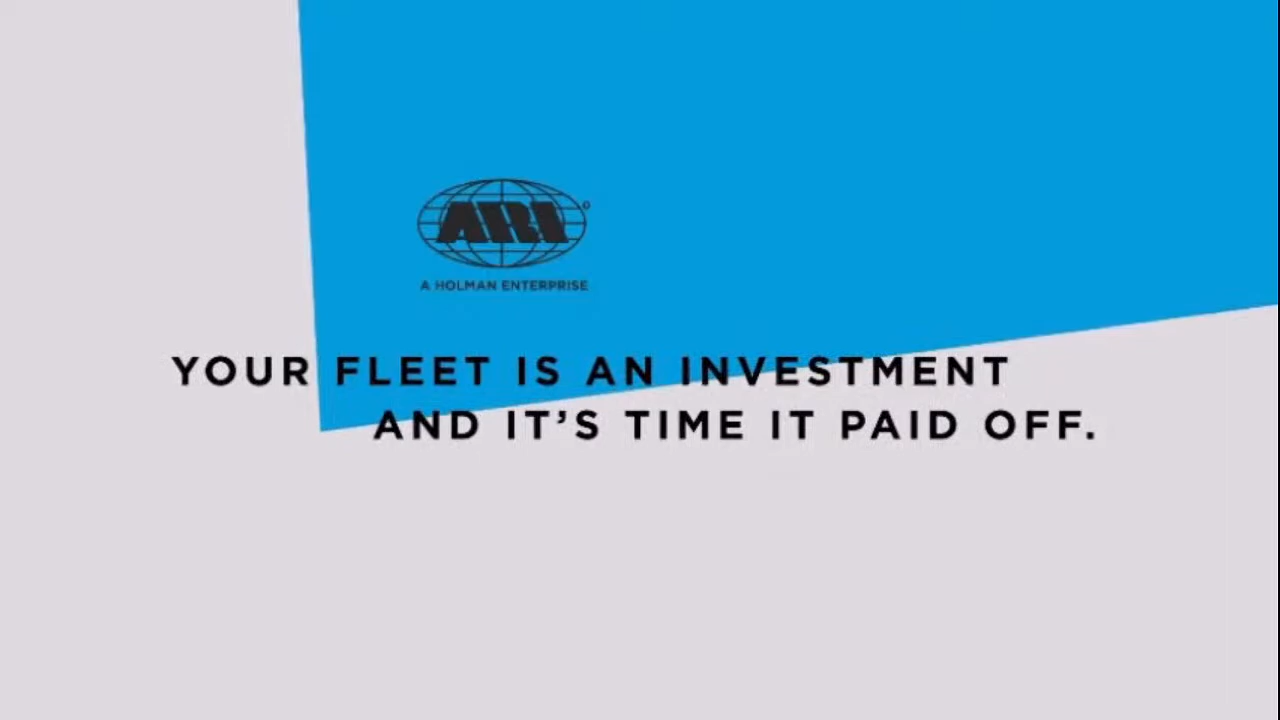 ARI
A HOLMAN ENTERPRISE
YOUR FLEET IS AN INVESTMENT
AND IT’S TIME IT PAID OFF.